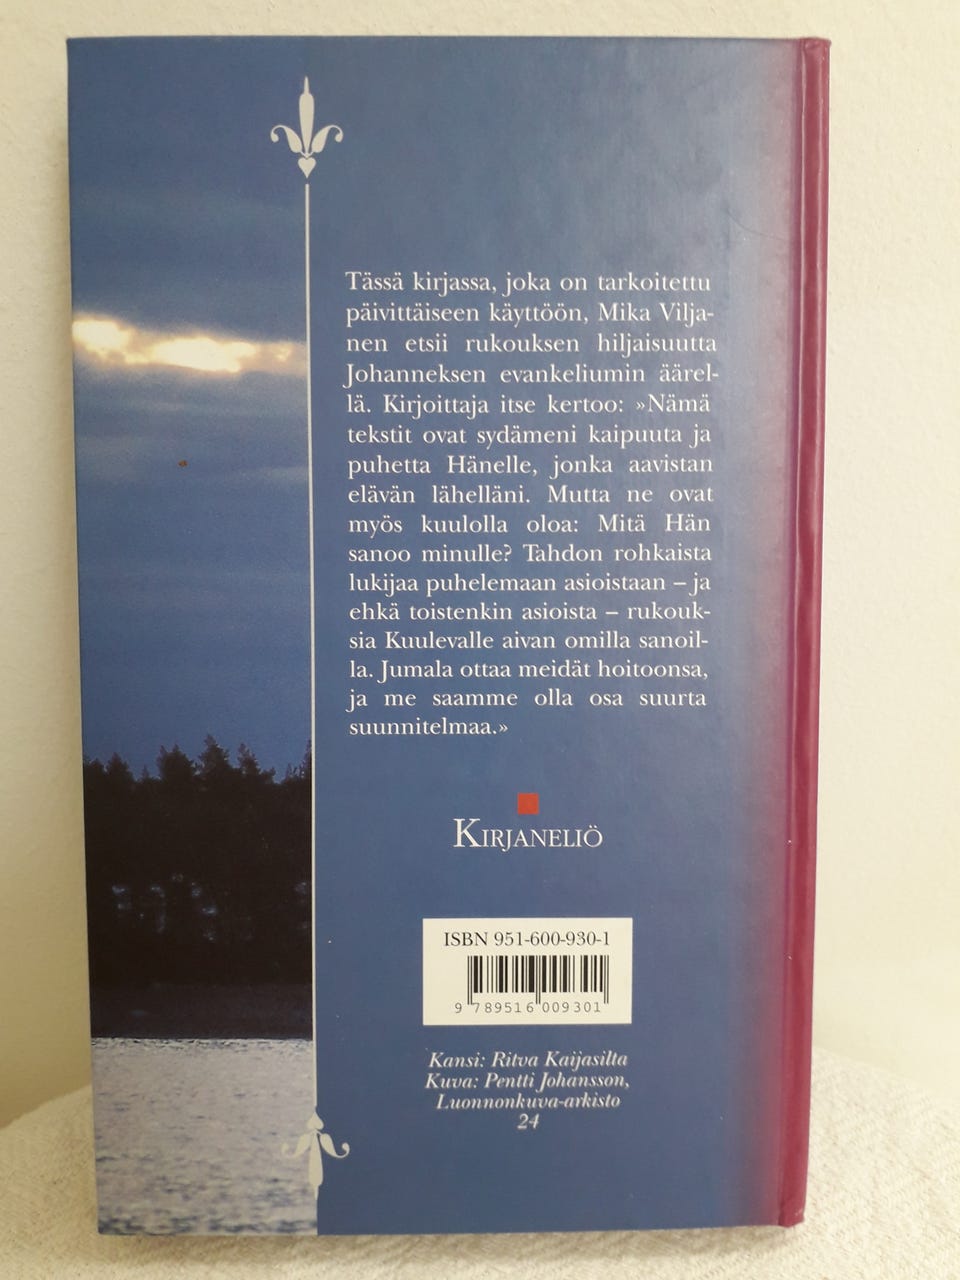 Tässä kirjassa, joka on tarkoitettu
päivittäiseen käyttöön, Mika Vilja-
nen etsii rukouksen hiljaisuutta
Johanneksen evankeliumin äärel-
lä. Kirjoittaja itse kertoo: »Nämä
tekstit ovat sydämeni kaipuuta ja
puhetta Hänelle, jonka aavistan
elävän lähelläni. Mutta ne ovat
myös kuulolla oloa: Mitä Hän
sanoo minulle? Tahdon rohkaista
lukijaa puhelemaan asioistaan – ja
ehkä toistenkin asioista – rukouk-
sia Kuulevalle aivan omilla sanoil-
la. Jumala ottaa meidät hoitoonsa,
ja me saamme olla osa suurta
suunnitelmaa.»
KIRJANELIÖ
ISBN 951-600-930-1
9 789516 009301
Kansi: Ritva Kaijasilta
Kuva: Pentti Johansson,
Luonnonkuva-arkisto
24